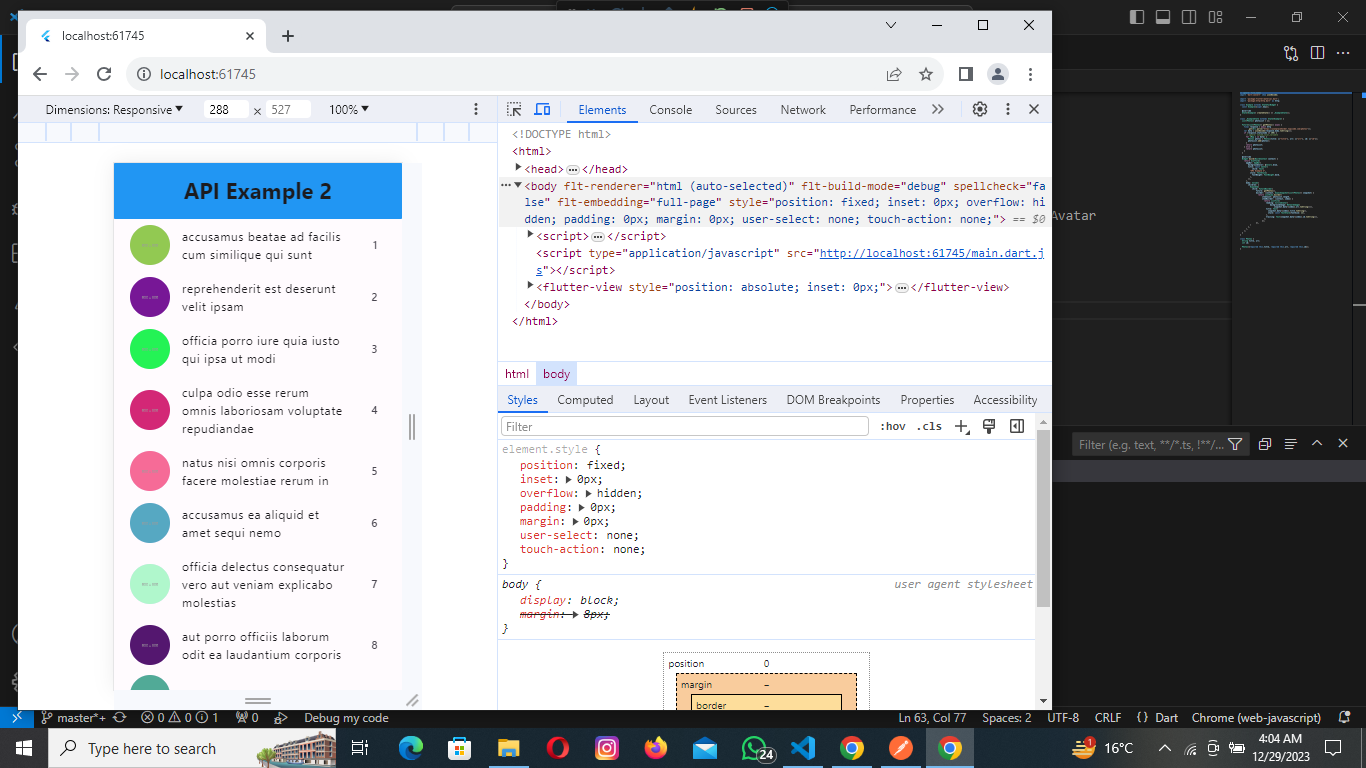 localhost:61745
localhost:61745
Dimensions: Responsive
288
×
527
100%
Elements
Console
Sources
Network
Performance
<!DOCTYPE html>
<html>
<head>
</head>
<body flt-renderer="html (auto-selected)" flt-build-mode="debug" spellcheck="fa
lse" flt-embedding="full-page" style="position: fixed; inset: 0px; overflow: hi
dden; padding: 0px; margin: 0px; user-select: none; touch-action: none;"> == $0
<script>
</script>
<script type="application/javascript" src="http://localhost:61745/main.dart.j
s"></script>
<flutter-view style="position: absolute; inset: 0px;">
</flutter-view>
</body>
</html>
html
body
Styles
Computed
Layout
Event Listeners
DOM Breakpoints
Properties
Accessibility
Filter
:hov
.cls
element.style {
position: fixed;
inset: 0px;
overflow: hidden;
padding: 0px;
margin: 0px;
user-select: none;
touch-action: none;
}
body {
user agent stylesheet
display: block;
margin: 8px;
}
position
0
margin
–
border
–
API Example 2
accusamus beatae ad facilis
cum similique qui sunt
1
reprehenderit est deserunt
velit ipsam
2
officia porro iure quia iusto
qui ipsa ut modi
3
culpa odio esse rerum
omnis laboriosam voluptate
repudiandae
4
natus nisi omnis corporis
facere molestiae rerum in
5
accusamus ea aliquid et
amet sequi nemo
6
officia delectus consequatur
vero aut veniam explicabo
molestias
7
aut porro officiis laborum
odit ea laudantium corporis
8
Avatar
Filter (e.g. text, **/*.ts, !**/...
master*+
0
0
1
0
Debug my code
Ln 63, Col 77
Spaces: 2
UTF-8
CRLF
{ } Dart
Chrome (web-javascript)
Type here to search
24
1
16°C
4:04 AM
12/29/2023